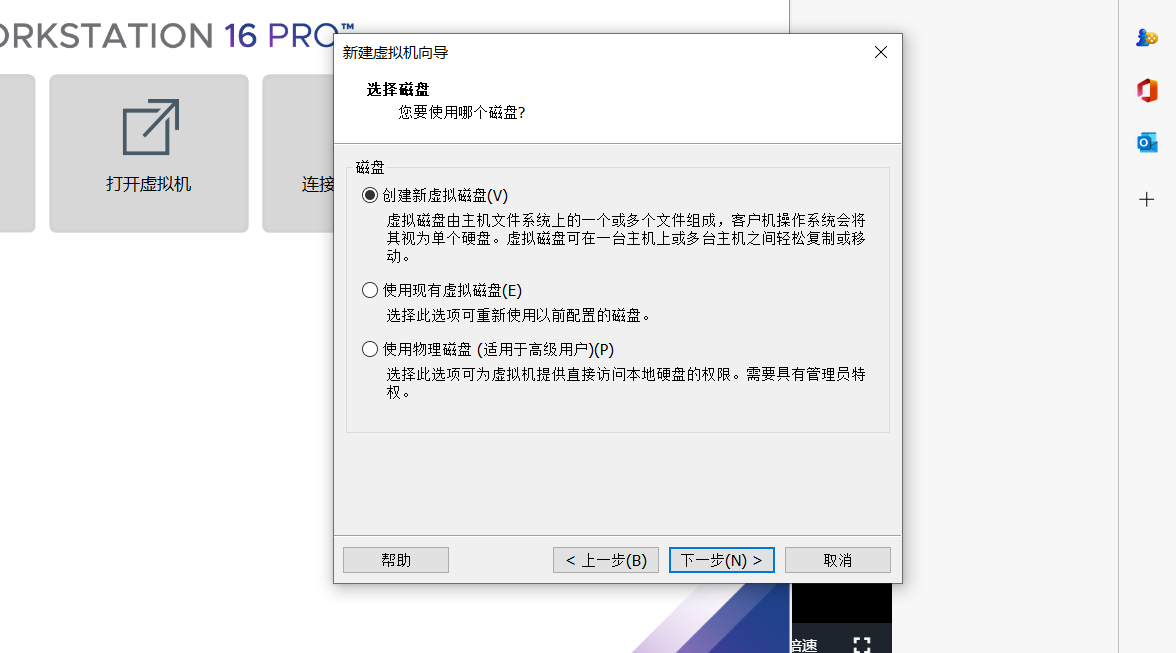 ORKSTATION 16 PRO™
新建虚拟机向导
选择磁盘
您要使用哪个磁盘?
打开虚拟机
连接
磁盘
创建新虚拟磁盘(V)
虚拟磁盘由主机文件系统上的一个或多个文件组成，客户机操作系统会将
其视为单个硬盘。虚拟磁盘可在一台主机上或多台主机之间轻松复制或移
动。
使用现有虚拟磁盘(E)
选择此选项可重新使用以前配置的磁盘。
使用物理磁盘 (适用于高级用户)(P)
选择此选项可为虚拟机提供直接访问本地硬盘的权限。需要具有管理员特
权。
帮助
< 上一步(B)
下一步(N) >
取消
倍速